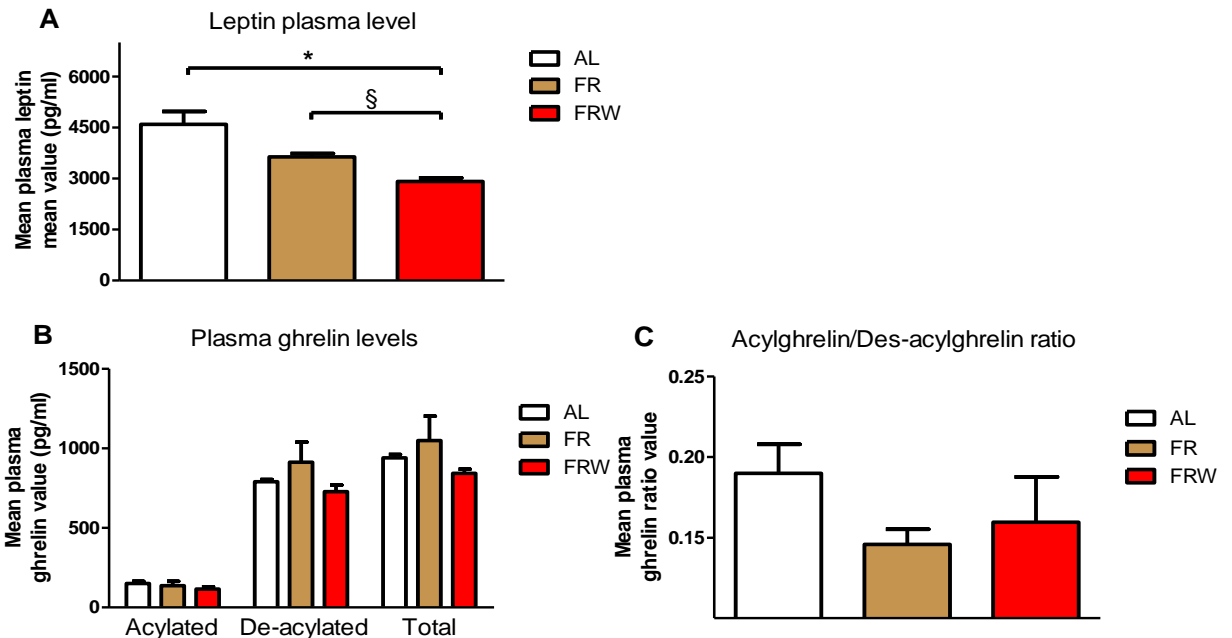 A
Leptin plasma level
Mean plasma leptin
mean value (pg/ml)
6000
4500
3000
1500
0
*
§
AL
FR
FRW
B
Plasma ghrelin levels
Mean plasma
ghrelin value (pg/ml)
1500
1000
500
0
Acylated
De-acylated
Total
AL
FR
FRW
C
Acylghrelin/Des-acylghrelin ratio
Mean plasma
ghrelin ratio value
0.25
0.20
0.15
AL
FR
FRW